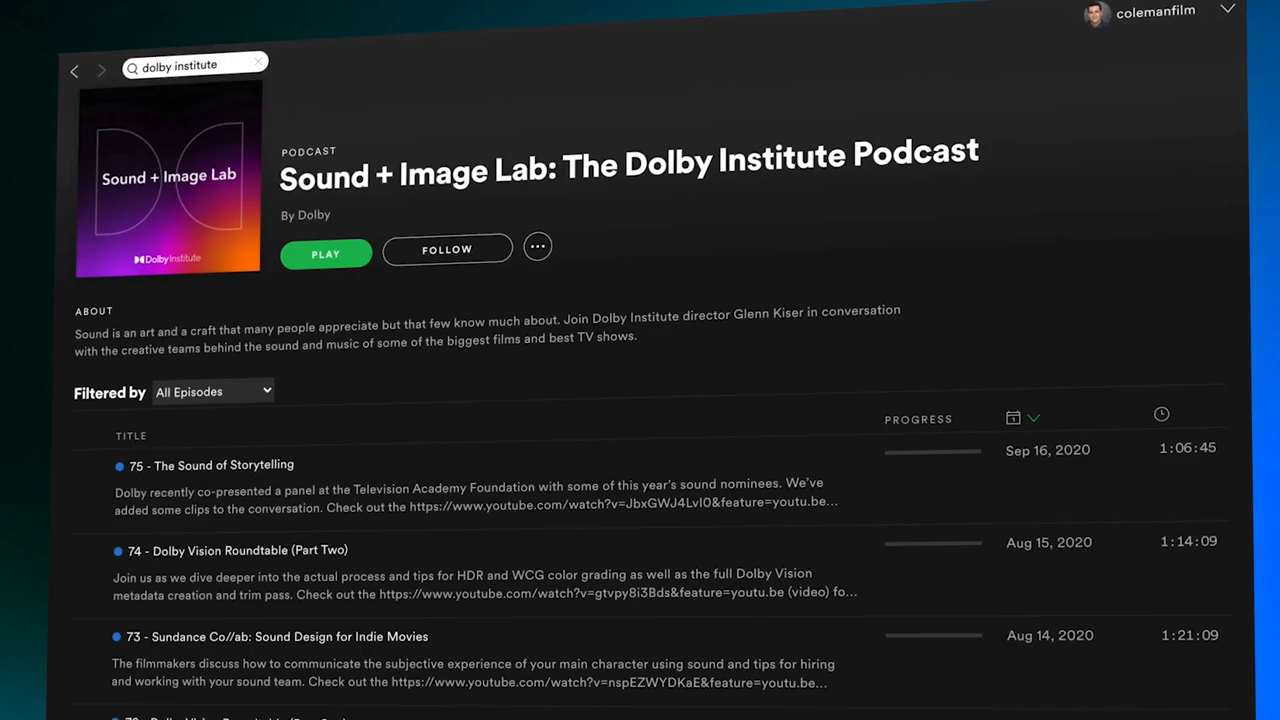 colemanfilm
dolby institute
Sound + Image Lab
Dolby Institute
PODCAST
Sound + Image Lab: The Dolby Institute Podcast
By Dolby
PLAY
FOLLOW
ABOUT
Sound is an art and a craft that many people appreciate but that few know much about. Join Dolby Institute director Glenn Kiser in conversation
with the creative teams behind the sound and music of some of the biggest films and best TV shows.
Filtered by All Episodes
TITLE PROGRESS
75 - The Sound of Storytelling Sep 16, 2020 1:06:45
Dolby recently co-presented a panel at the Television Academy Foundation with some of this year's sound nominees. We've
added some clips to the conversation. Check out the https://www.youtube.com/watch?v=JbxGWJ4LvI0&feature=youtu.be...
74 - Dolby Vision Roundtable (Part Two) Aug 15, 2020 1:14:09
Join us as we dive deeper into the actual process and tips for HDR and WCG color grading as well as the full Dolby Vision
metadata creation and trim pass. Check out the https://www.youtube.com/watch?v=gtvpy8i3Bds&feature=youtu.be (video) fo...
73 - Sundance Co//ab: Sound Design for Indie Movies Aug 14, 2020 1:21:09
The filmmakers discuss how to communicate the subjective experience of your main character using sound and tips for hiring
and working with your sound team. Check out the https://www.youtube.com/watch?v=nspEZWYDKaE&feature=youtu.be...